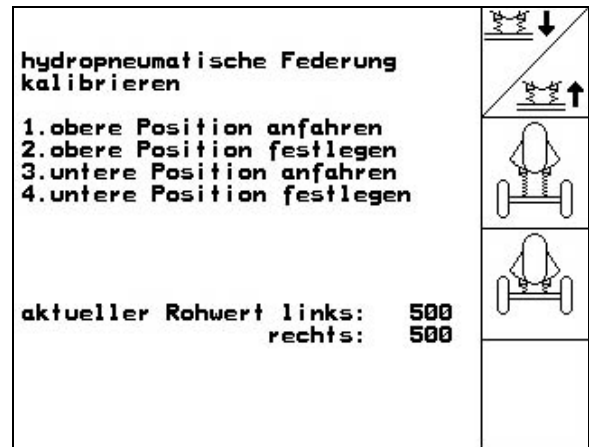 hydropneumatische Federung
kalibrieren
1.obere Position anfahren
2.obere Position festlegen
3.untere Position anfahren
4.untere Position festlegen
aktueller Rohwert links: 500
rechts: 500